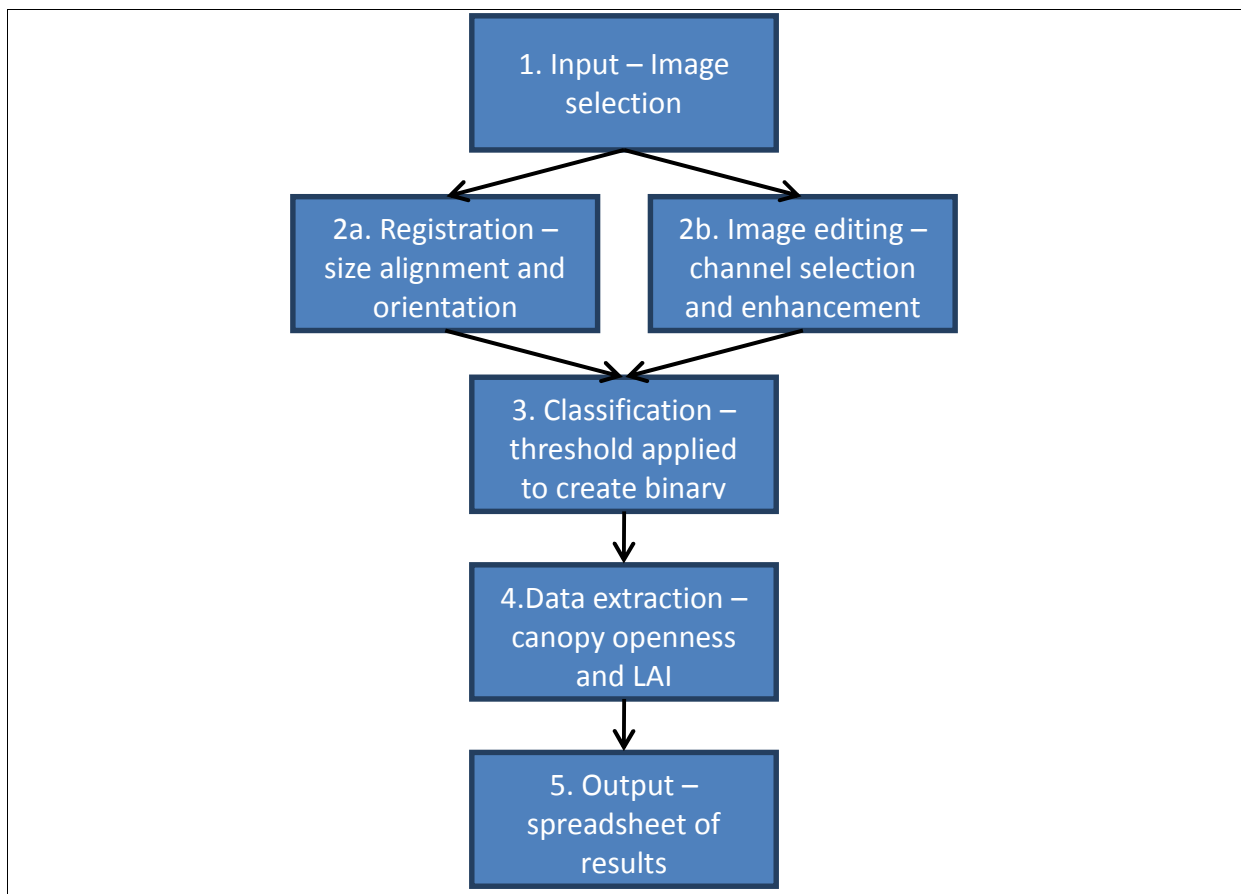 1. Input – Image
selection
2a. Registration –
size alignment and
orientation
2b. Image editing –
channel selection
and enhancement
3. Classification –
threshold applied
to create binary
4.Data extraction –
canopy openness
and LAI
5. Output –
spreadsheet of
results